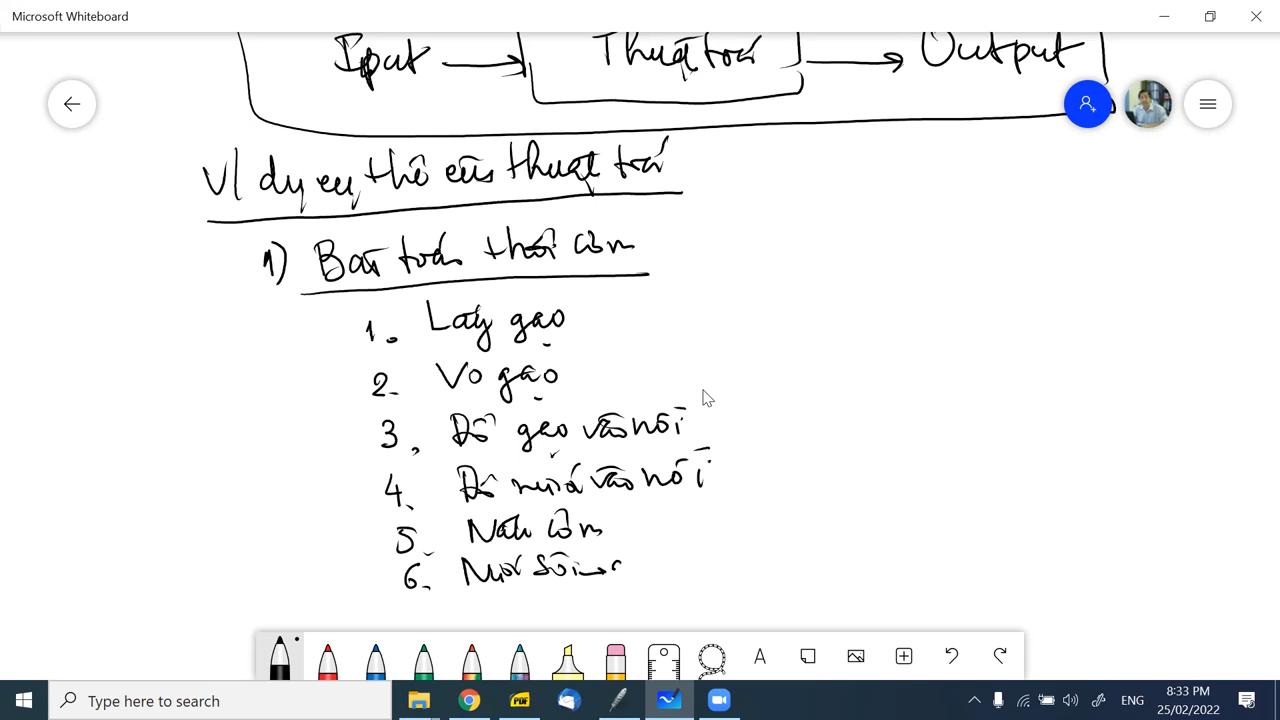 Microsoft Whiteboard
Input → Thuật toán → Output
Ví dụ cụ thể của thuật toán
1) Bài toán thổi cơm
1. Lấy gạo
2. Vo gạo
3. Đổ gạo vào nồi
4. Đổ nước vào nồi
5. Nấu cơm
6. Nước sôi →
Type here to search
PDF
ENG
8:33 PM
25/02/2022